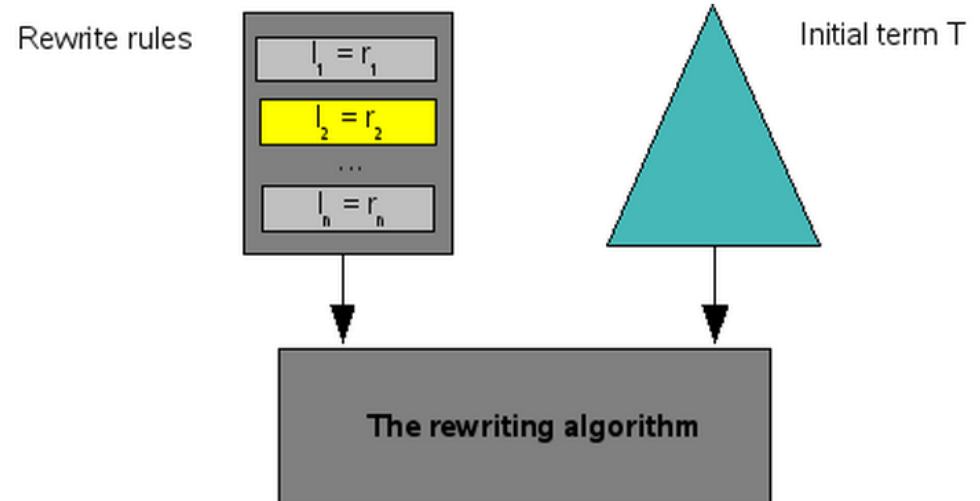 Rewrite rules
l₁ = r₁
l₂ = r₂
...
lₙ = rₙ
Initial term T
The rewriting algorithm